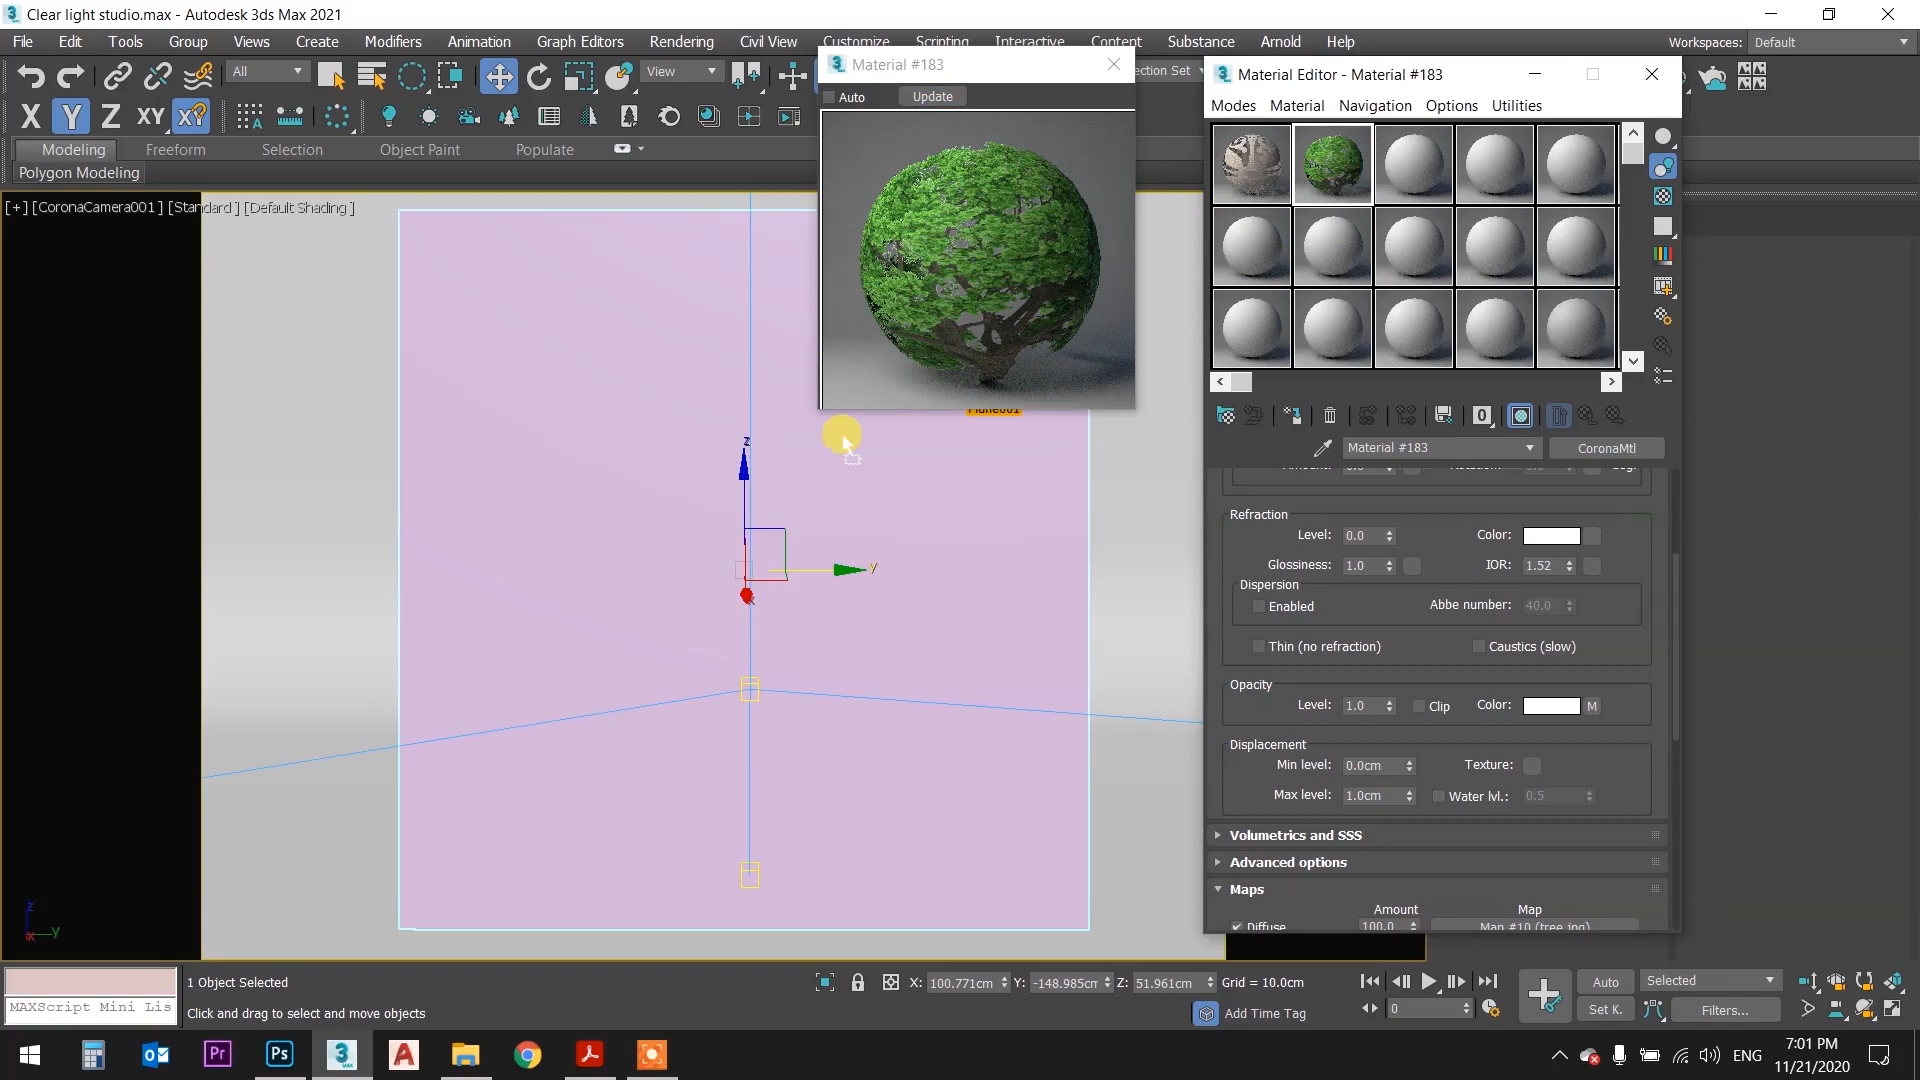 Clear light studio.max - Autodesk 3ds Max 2021
File Edit Tools Group Views Create Modifiers Animation Graph Editors Rendering Civil View Customize Scripting Interactive Content Substance Arnold Help
Workspaces: Default
All
View
ection Set
X Y Z XY
Modeling Freeform Selection Object Paint Populate
Polygon Modeling
[+] [CoronaCamera001] [Standard] [Default Shading]
Material #183
Auto Update
Plane001
z
y
x
z
y
x
Material Editor - Material #183
Modes Material Navigation Options Utilities
0
Material #183 CoronaMtl
Refraction
Level: 0.0 Color:
Glossiness: 1.0 IOR: 1.52
Dispersion
Enabled Abbe number: 40.0
Thin (no refraction) Caustics (slow)
Opacity
Level: 1.0 Clip Color: M
Displacement
Min level: 0.0cm Texture:
Max level: 1.0cm Water lvl.: 0.5
Volumetrics and SSS
Advanced options
Maps
Amount Map
Diffuse 100.0 Map #10 (tree.jpg)
1 Object Selected
X: 100.771cm Y: -148.985cm Z: 51.961cm Grid = 10.0cm
Auto Selected
MAXScript Mini Lis
Click and drag to select and move objects
Add Time Tag
0
Set K. Filters...
ENG
7:01 PM
11/21/2020